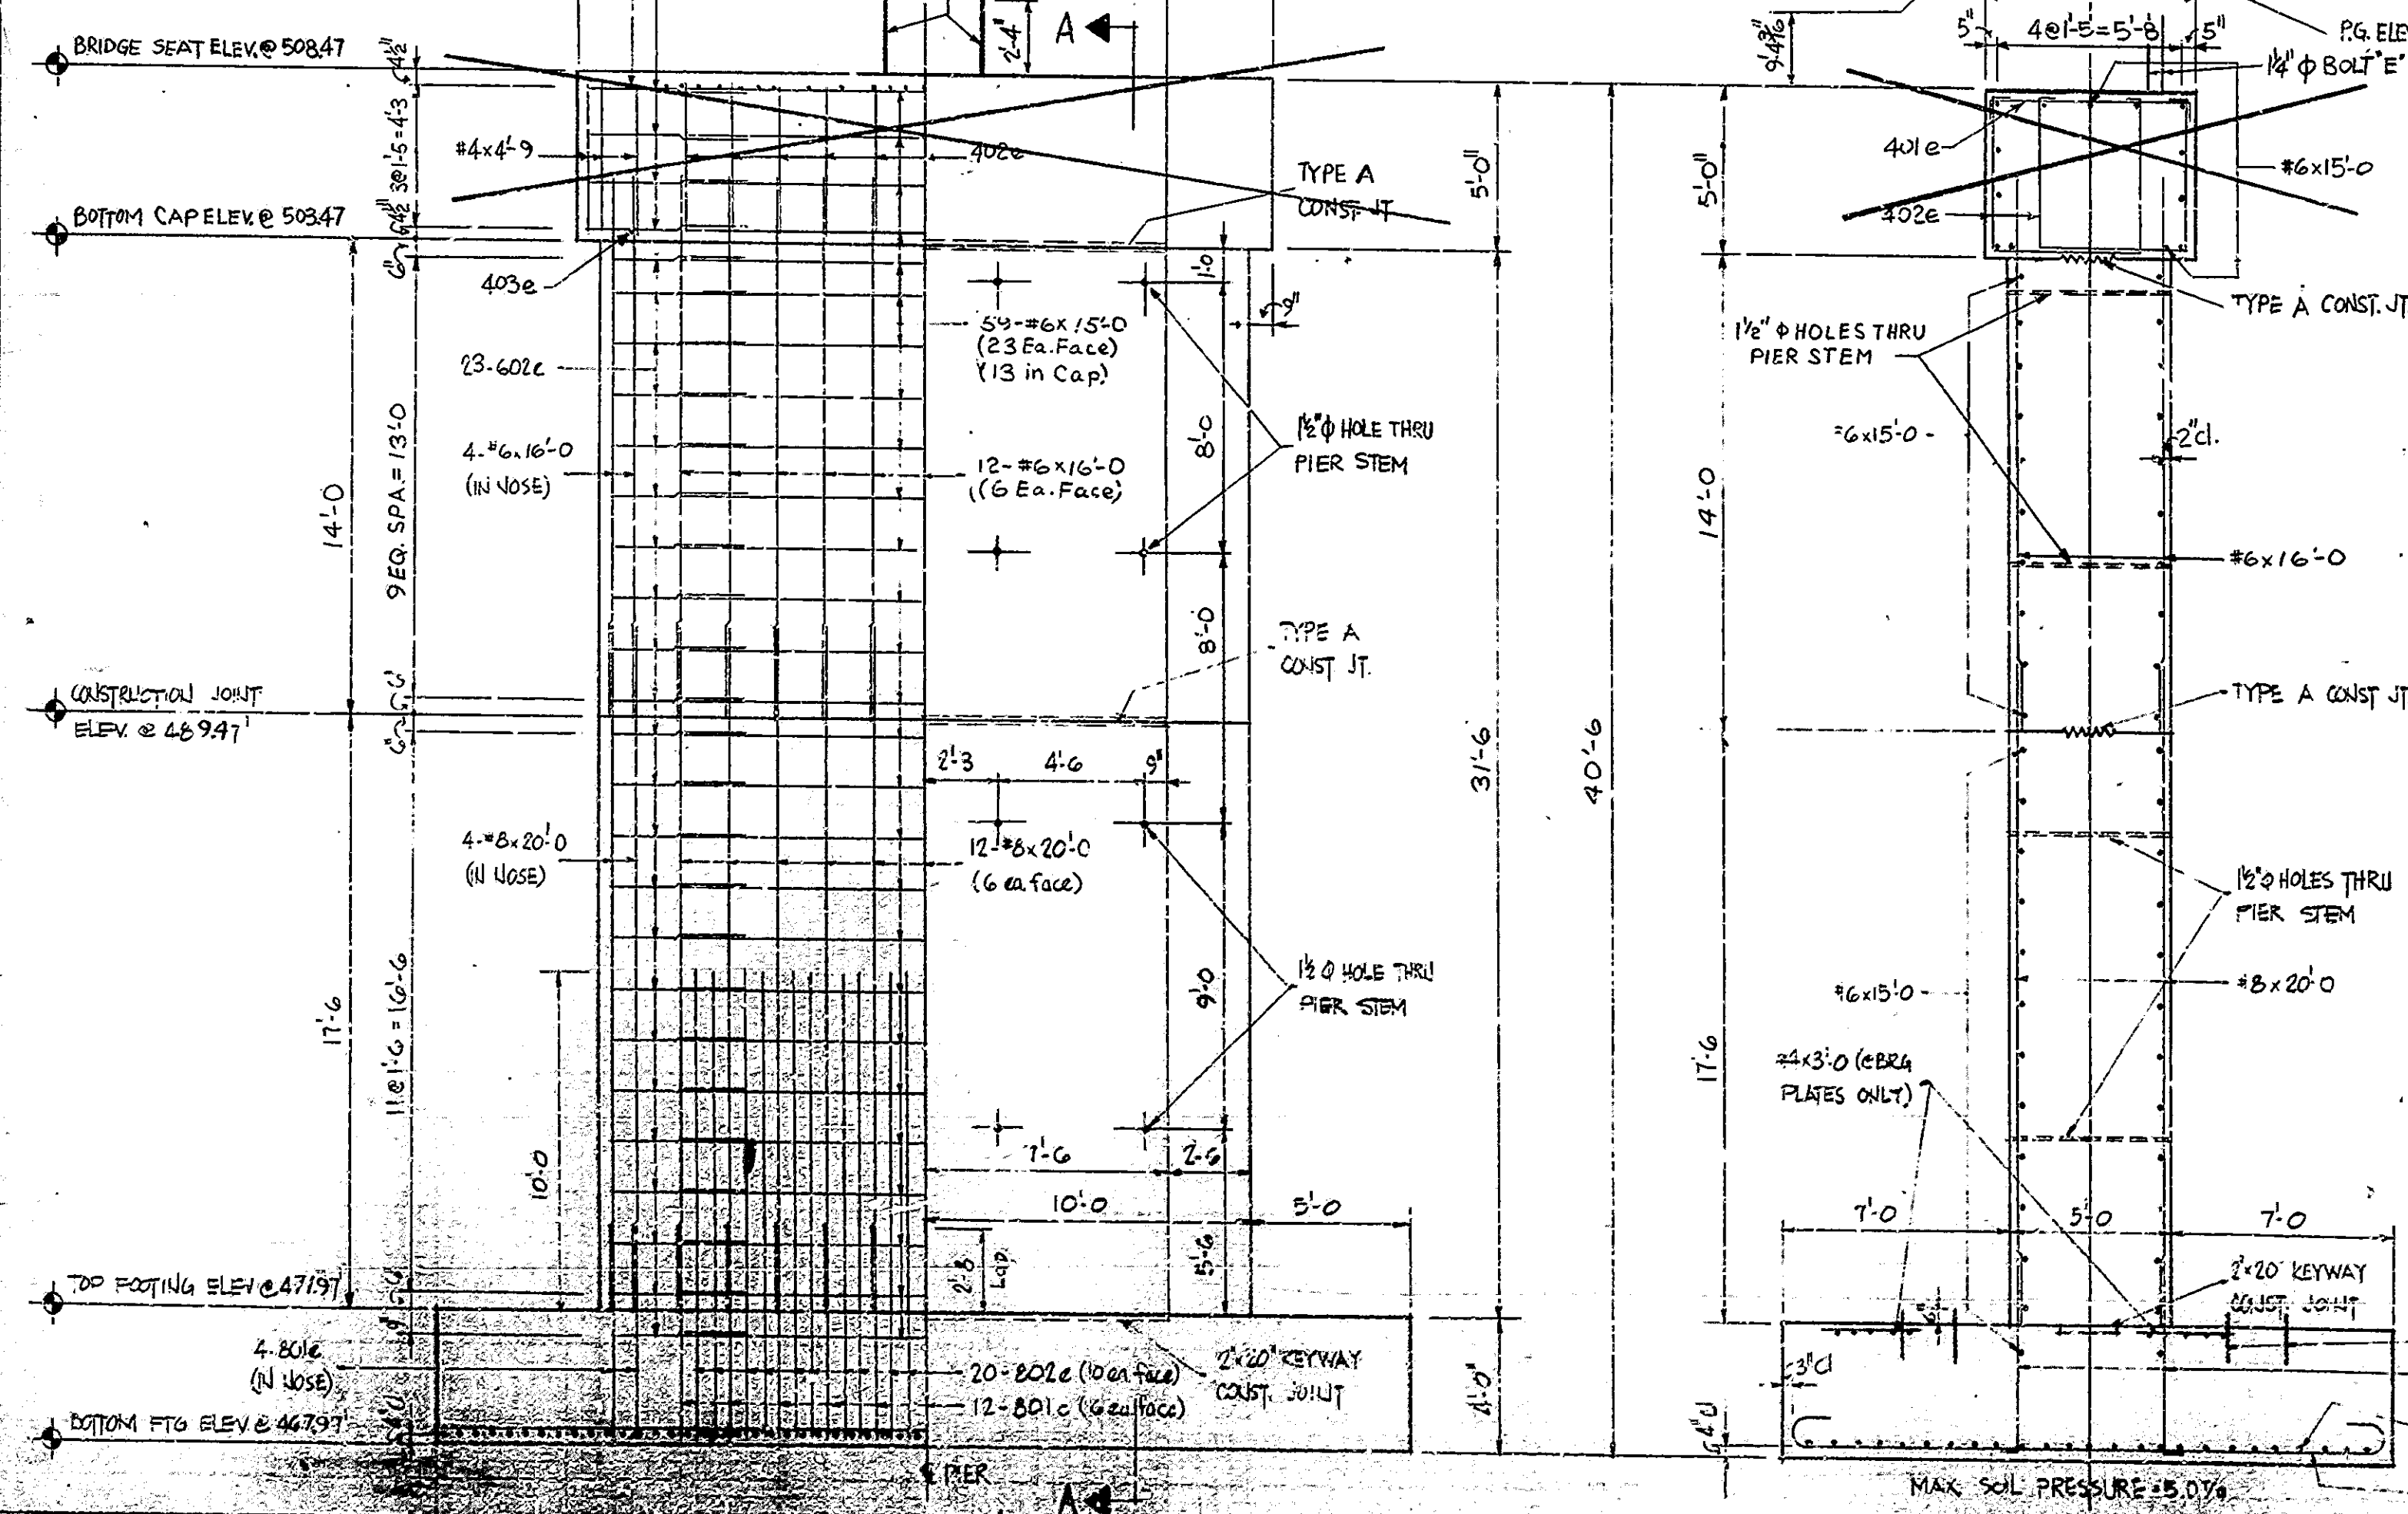 BRIDGE SEAT ELEV. @ 508.47
4½"
3@1'-5=4'-3
4½"
BOTTOM CAP ELEV. @ 503.47
6"
14'-0
9 EQ. SPA. = 13'-0
CONSTRUCTION JOINT
ELEV. @ 489.47'
6"
17'-6
11@1'-6=16'-6
TOP FOOTING ELEV @ 471.97'
9"
4-801e
(IN NOSE)
BOTTOM FTG ELEV. @ 467.97'
#4x4'-9
403e
23-602e
4-#6x16'-0
(IN NOSE)
4-#8x20'-0
(IN NOSE)
10'-0
2'-4"
A
402e
TYPE A
CONST. JT
1'-0
9"
59-#6x15'-0
(23 Ea. Face)
(13 in Cap)
8'-0
1½"φ HOLE THRU
PIER STEM
12-#6x16'-0
(6 Ea. Face)
8'-0
TYPE A
CONST JT.
2'-3
4'-6
9"
12-#8x20'-0
(6 ea. face)
9'-0
1½ φ HOLE THRU
PIER STEM
7'-6
2'-6
10'-0
5'-0
2'-8
Lap
5'-6
20-802e (10 ea face)
12-801e (6 ea face)
2"x20" KEYWAY
CONST. JOINT
℄ PIER
A
5'-0"
31'-6
40'-6
4'-0"
9'-4 3/16"
5"
4@1'-5=5'-8
5"
P.G. ELE
1¼" φ BOLT "E"
401e
#6x15'-0
402e
5'-0"
TYPE A CONST. JT
1½" φ HOLES THRU
PIER STEM
#6x15'-0
2"cl.
14'-0
#6x16'-0
TYPE A CONST JT
1½"φ HOLES THRU
PIER STEM
#6x15'-0
#8x20'-0
17'-6
#4x3'-0 (@BRG
PLATES ONLY)
7'-0
5'-0
7'-0
2"x20" KEYWAY
CONST. JOINT
6"
3"Cl
4"Cl
MAX SOIL PRESSURE